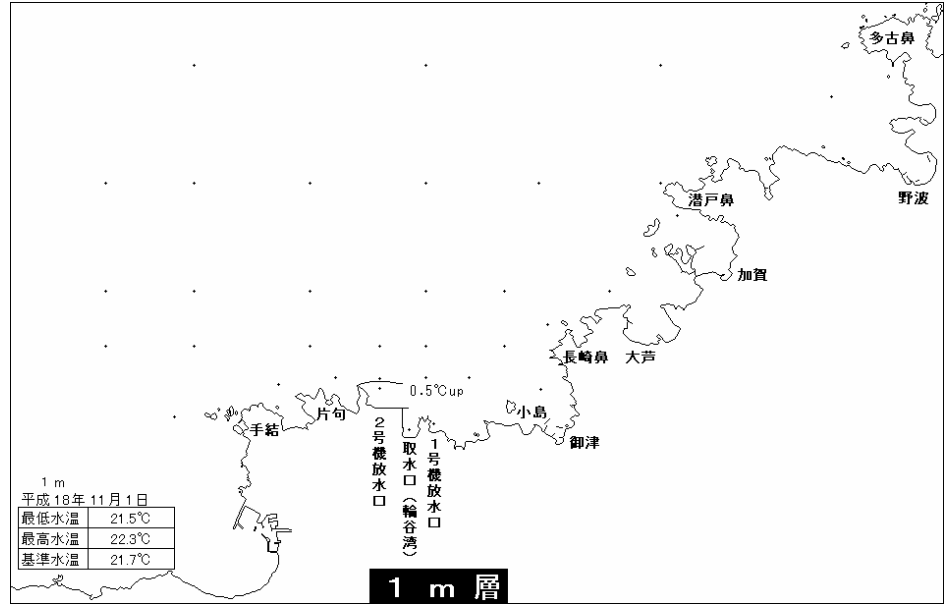 多古鼻
野波
潜戸鼻
加賀
長崎鼻
大芦
0.5℃up
片句
小島
手結
御津
2号機放水口
取水口(輪谷湾)
1号機放水口
1 m
平成18年11月1日
最低水温 21.5℃
最高水温 22.3℃
基準水温 21.7℃
1 m 層